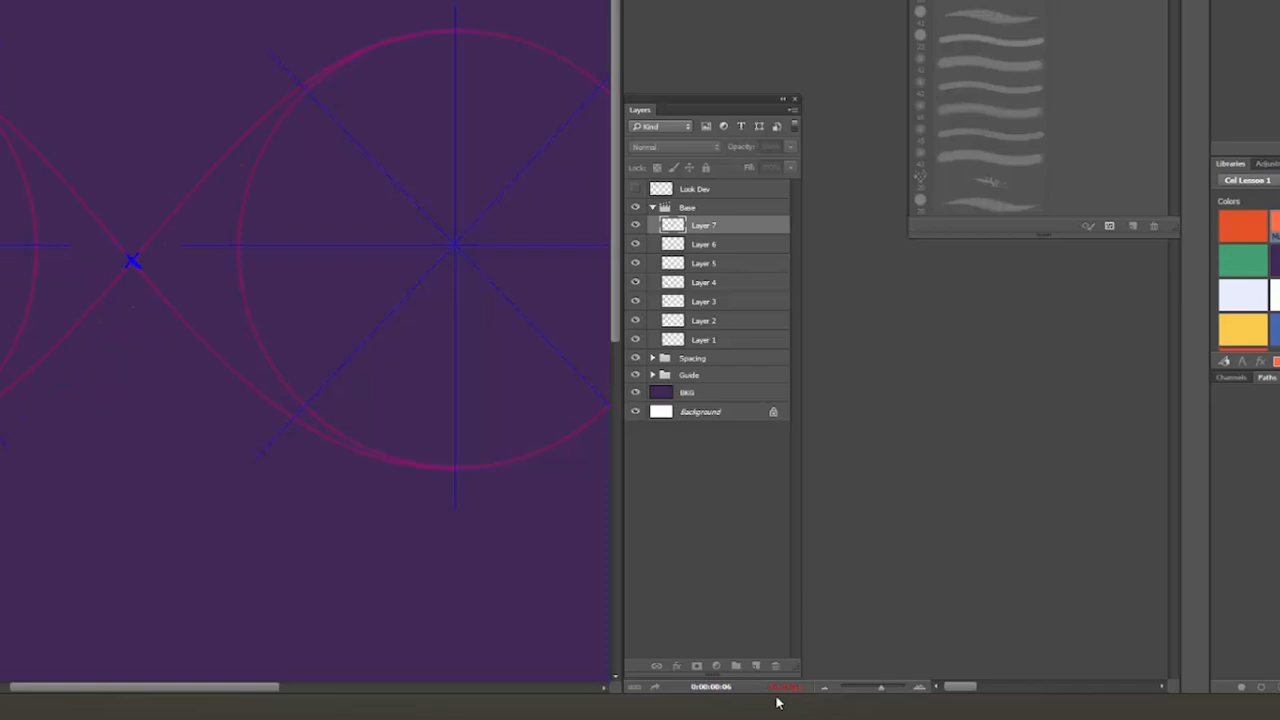 Layers
Kind
Normal Opacity:
Lock: Fill:
Look Dev
Base
Layer 7
Layer 6
Layer 5
Layer 4
Layer 3
Layer 2
Layer 1
Spacing
Guide
BKG
Background
0:00:00:06
Libraries
Cel Lesson 1
Colors
Channels Paths